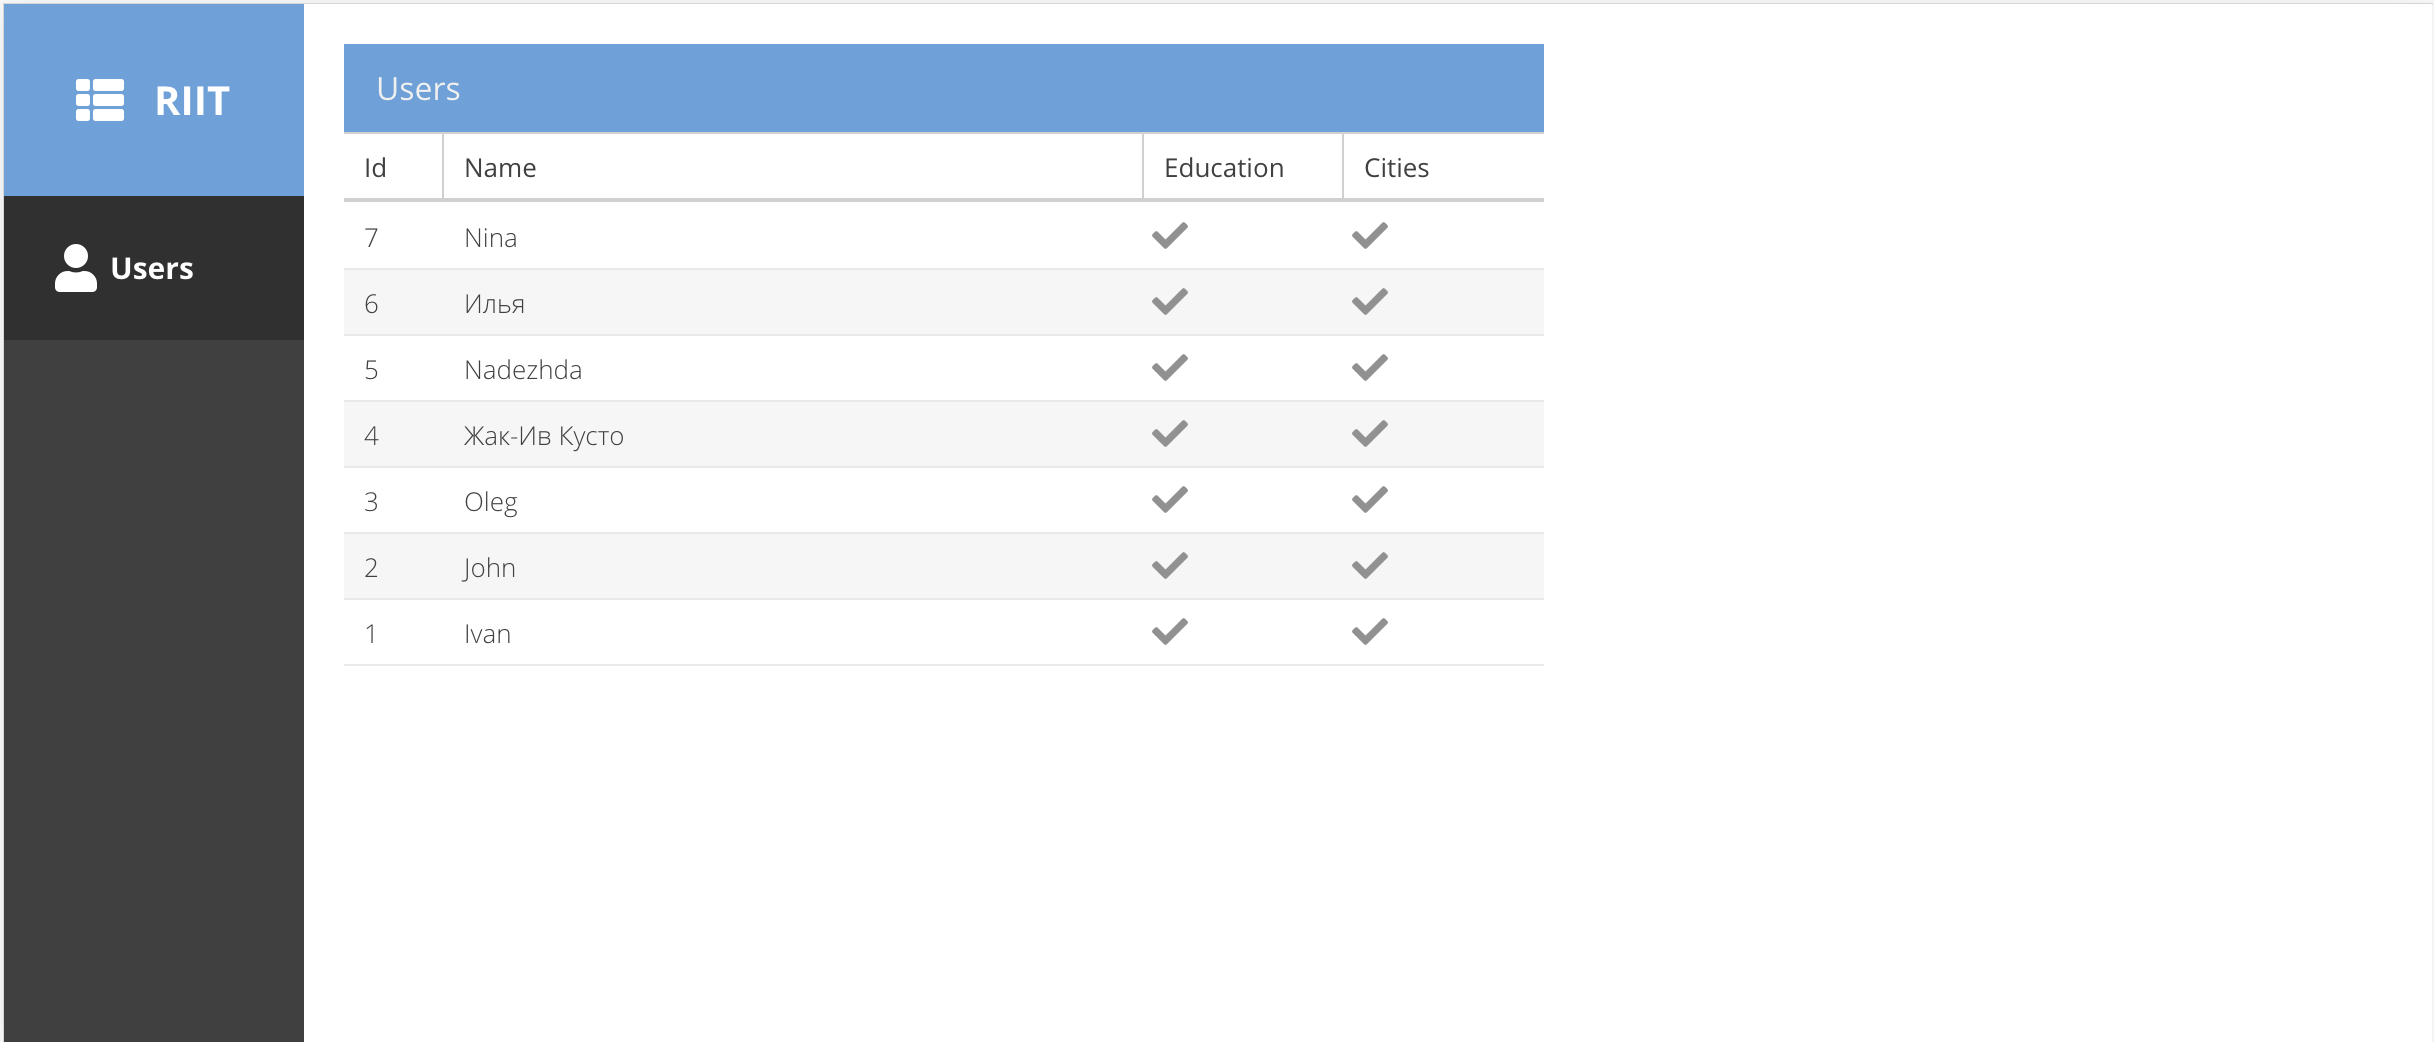 RIIT
Users
Users
Id Name Education Cities
7 Nina
6 Илья
5 Nadezhda
4 Жак-Ив Кусто
3 Oleg
2 John
1 Ivan